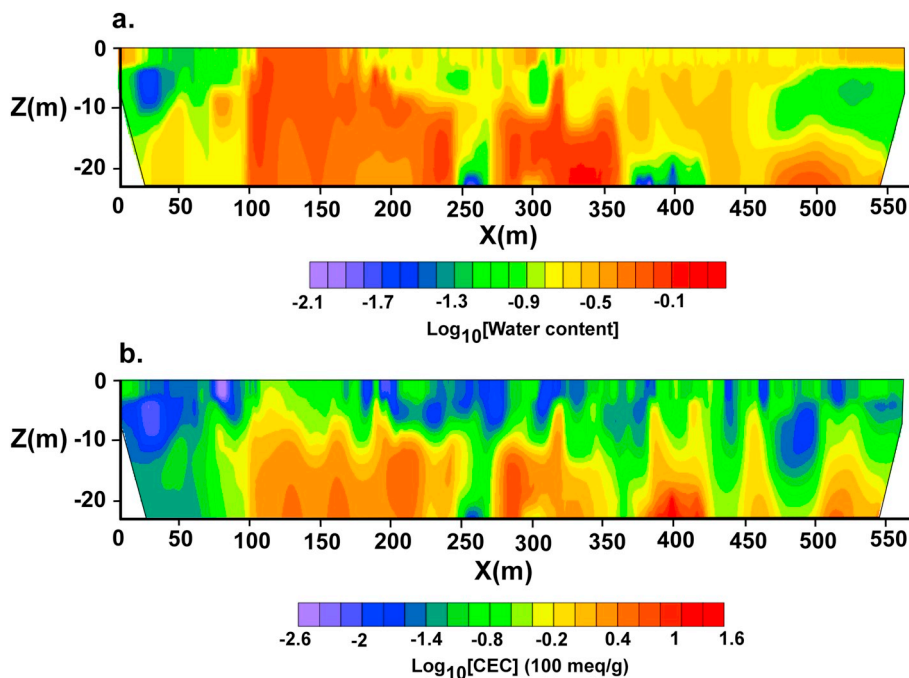 a.
0
Z(m) -10
-20
0 50 100 150 200 250 300 350 400 450 500 550
X(m)
-2.1 -1.7 -1.3 -0.9 -0.5 -0.1
Log10[Water content]
b.
0
Z(m) -10
-20
0 50 100 150 200 250 300 350 400 450 500 550
X(m)
-2.6 -2 -1.4 -0.8 -0.2 0.4 1 1.6
Log10[CEC] (100 meq/g)